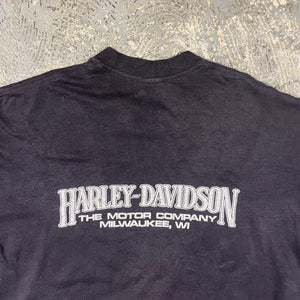 HARLEY-DAVIDSON
THE MOTOR COMPANY
MILWAUKEE, WI